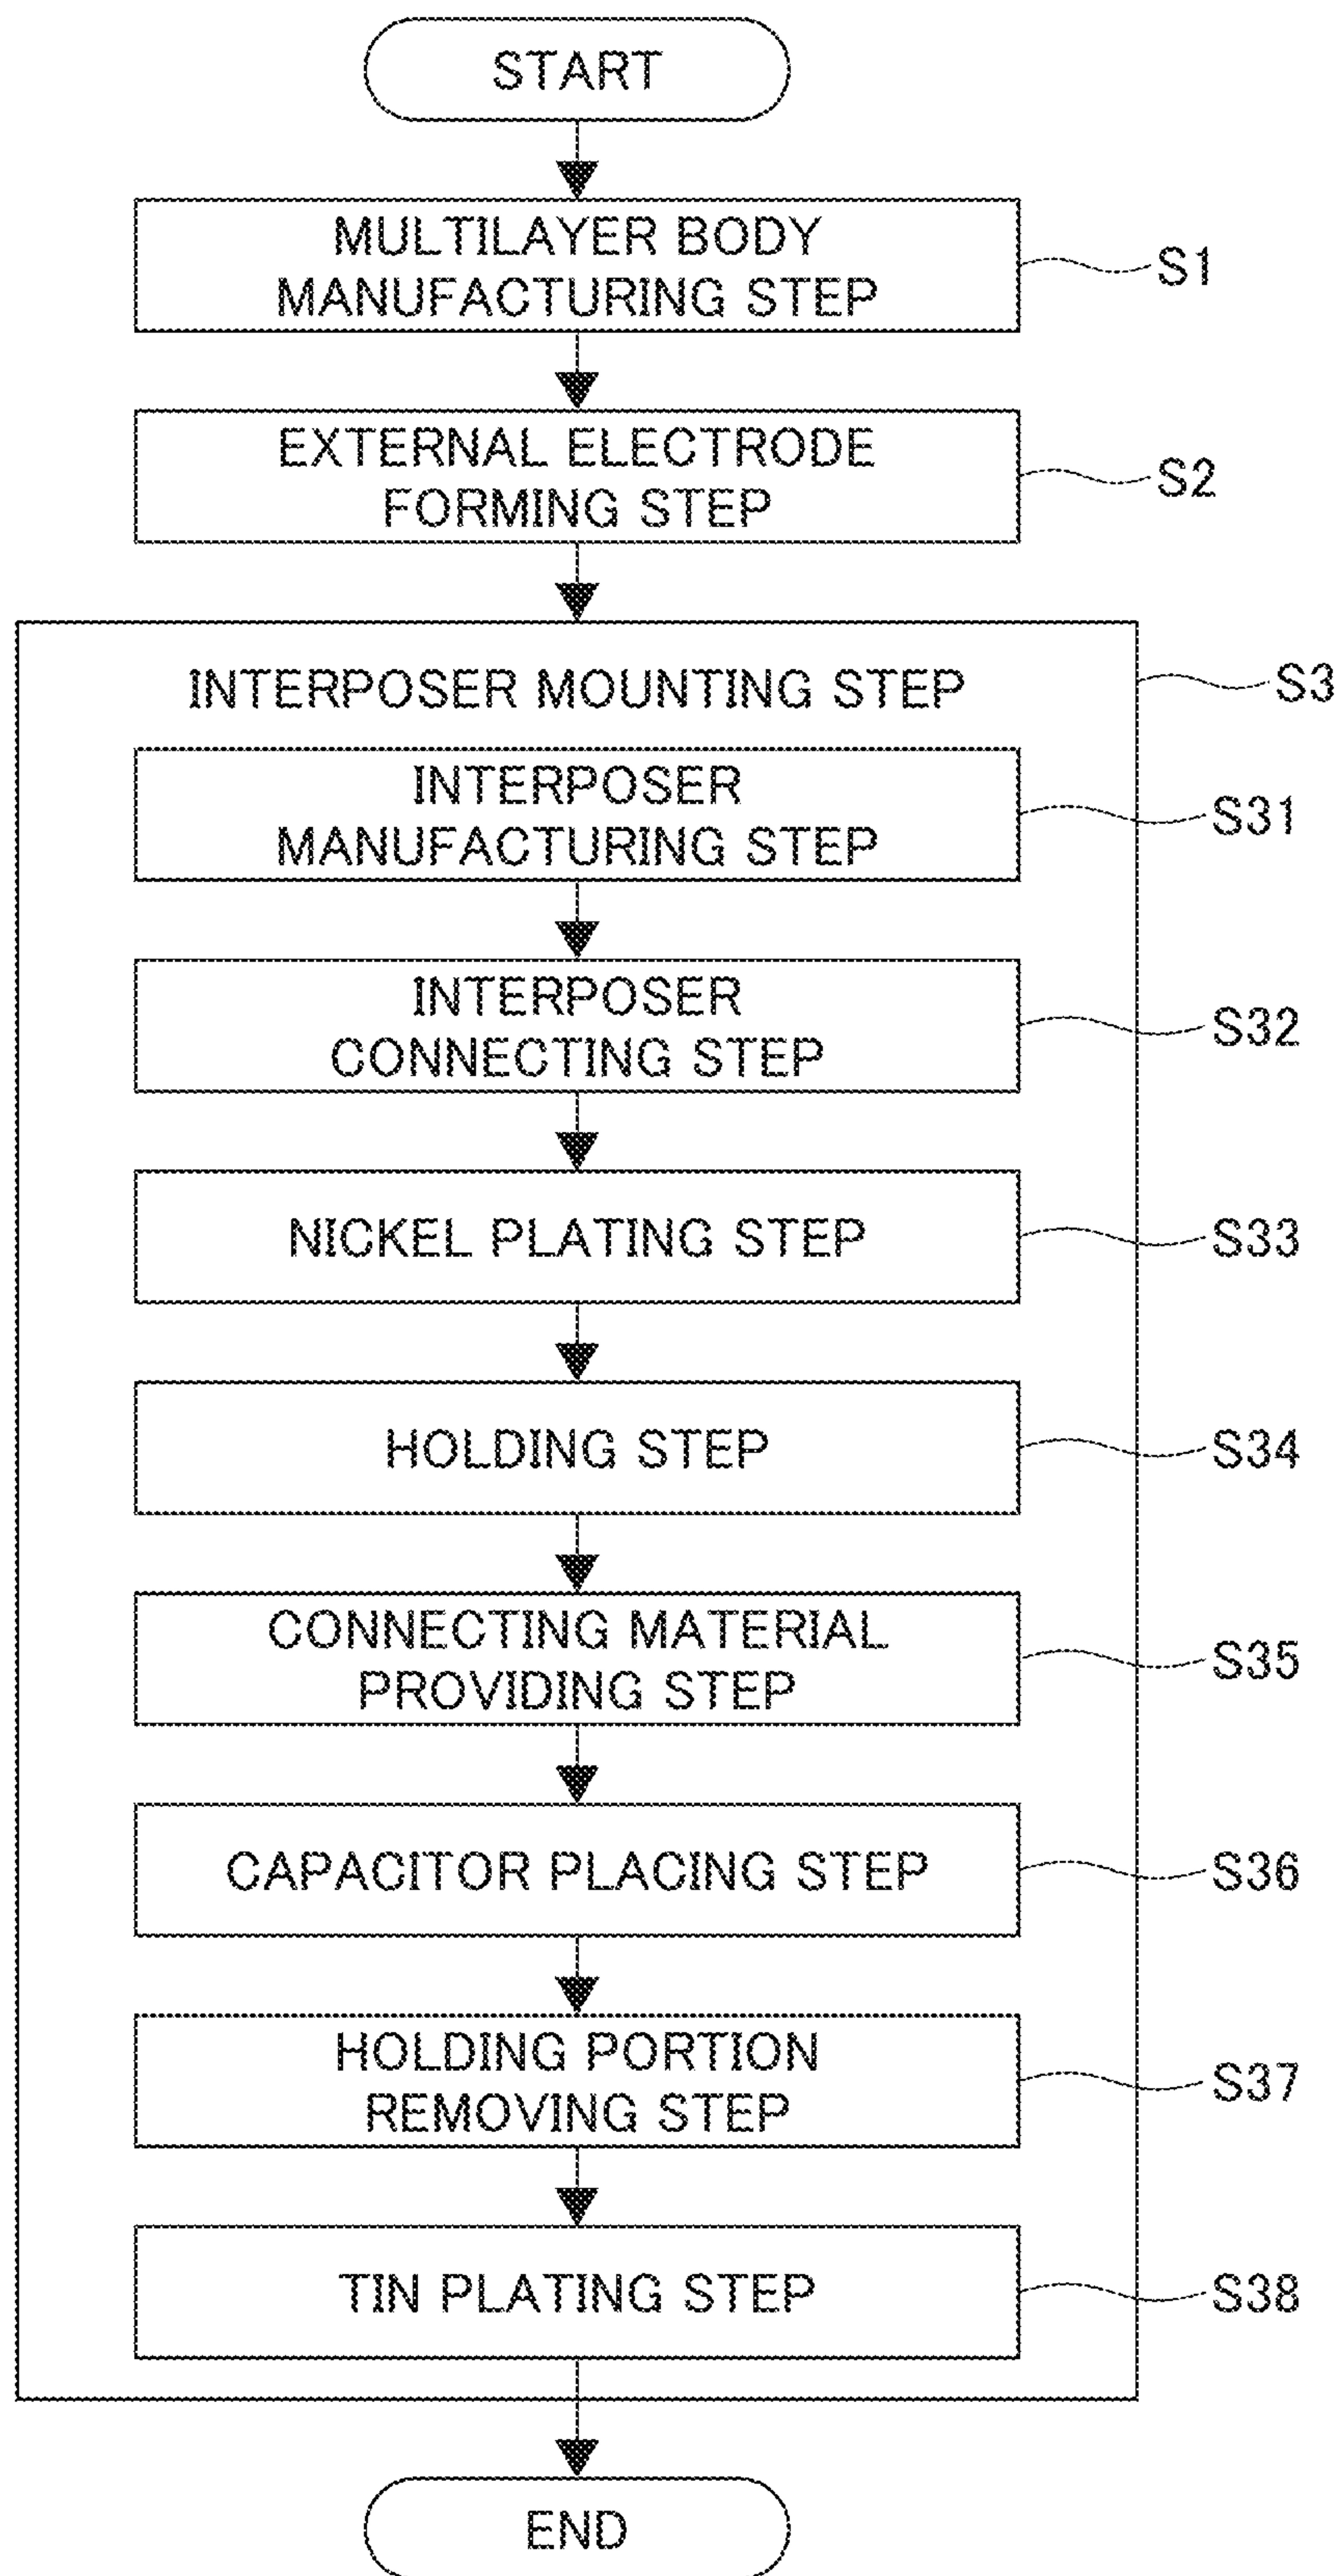 START
MULTILAYER BODY
MANUFACTURING STEP
S1
EXTERNAL ELECTRODE
FORMING STEP
S2
INTERPOSER MOUNTING STEP
S3
INTERPOSER
MANUFACTURING STEP
S31
INTERPOSER
CONNECTING STEP
S32
NICKEL PLATING STEP
S33
HOLDING STEP
S34
CONNECTING MATERIAL
PROVIDING STEP
S35
CAPACITOR PLACING STEP
S36
HOLDING PORTION
REMOVING STEP
S37
TIN PLATING STEP
S38
END